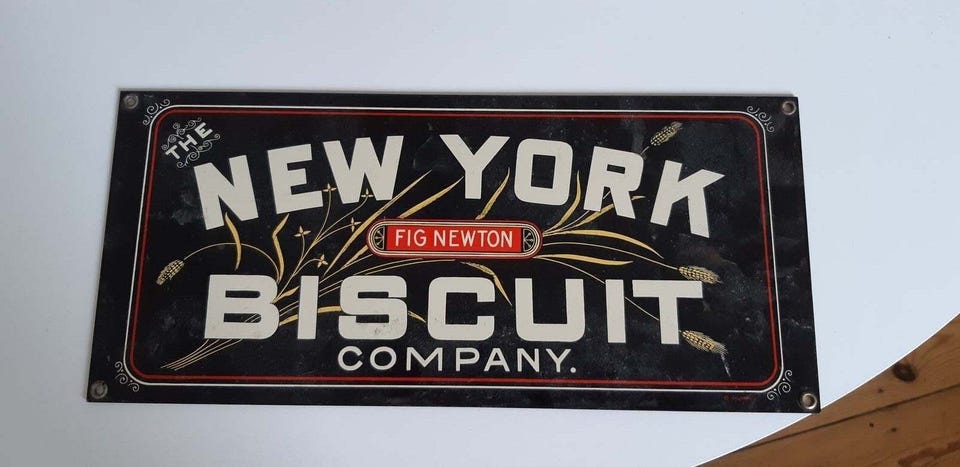 THE
NEW YORK
FIG NEWTON
BISCUIT
COMPANY.